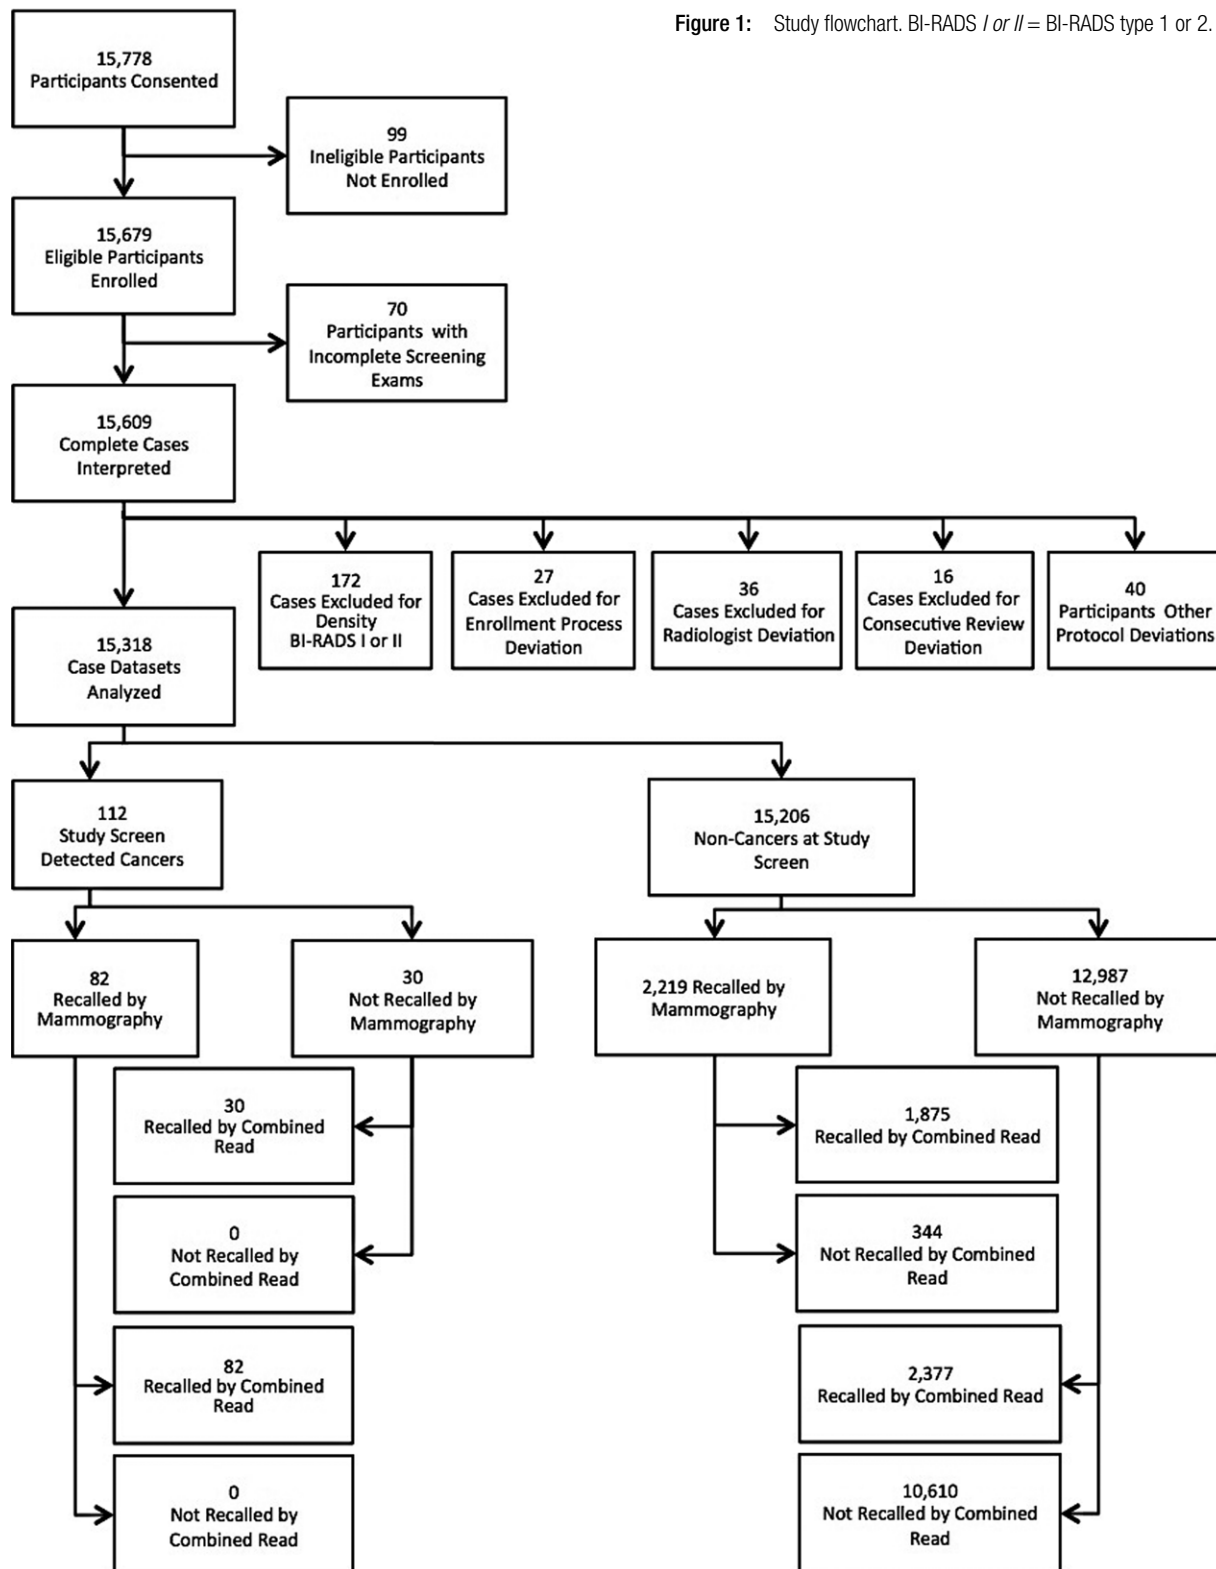 Figure 1: Study flowchart. BI-RADS I or II = BI-RADS type 1 or 2.
15,778
Participants Consented
99
Ineligible Participants
Not Enrolled
15,679
Eligible Participants
Enrolled
70
Participants with
Incomplete Screening
Exams
15,609
Complete Cases
Interpreted
172
Cases Excluded for
Density
BI-RADS I or II
27
Cases Excluded for
Enrollment Process
Deviation
36
Cases Excluded for
Radiologist Deviation
16
Cases Excluded for
Consecutive Review
Deviation
40
Participants Other
Protocol Deviations
15,318
Case Datasets
Analyzed
112
Study Screen
Detected Cancers
15,206
Non-Cancers at Study
Screen
82
Recalled by
Mammography
30
Not Recalled by
Mammography
2,219 Recalled by
Mammography
12,987
Not Recalled by
Mammography
30
Recalled by Combined
Read
0
Not Recalled by
Combined Read
82
Recalled by Combined
Read
0
Not Recalled by
Combined Read
1,875
Recalled by Combined Read
344
Not Recalled by Combined
Read
2,377
Recalled by Combined Read
10,610
Not Recalled by Combined
Read